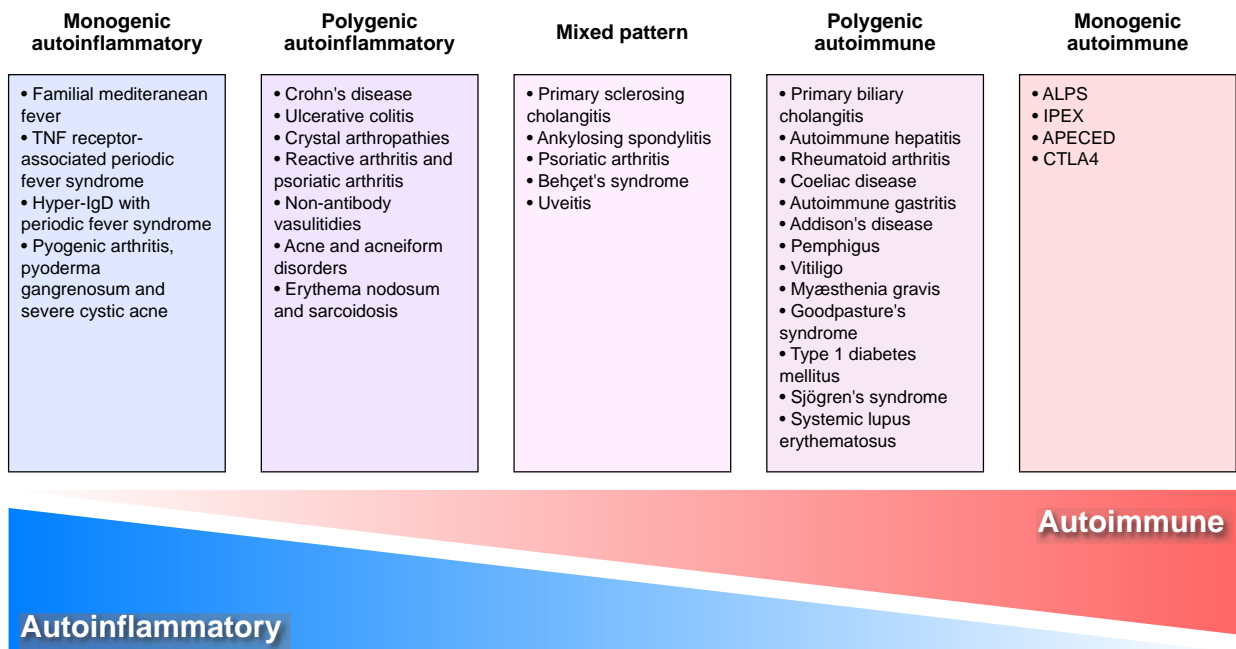 Monogenic
autoinflammatory
• Familial mediteranean
fever
• TNF receptor-
associated periodic
fever syndrome
• Hyper-IgD with
periodic fever syndrome
• Pyogenic arthritis,
pyoderma
gangrenosum and
severe cystic acne
Polygenic
autoinflammatory
• Crohn's disease
• Ulcerative colitis
• Crystal arthropathies
• Reactive arthritis and
psoriatic arthritis
• Non-antibody
vasulitidies
• Acne and acneiform
disorders
• Erythema nodosum
and sarcoidosis
Mixed pattern
• Primary sclerosing
cholangitis
• Ankylosing spondylitis
• Psoriatic arthritis
• Behçet's syndrome
• Uveitis
Polygenic
autoimmune
• Primary biliary
cholangitis
• Autoimmune hepatitis
• Rheumatoid arthritis
• Coeliac disease
• Autoimmune gastritis
• Addison's disease
• Pemphigus
• Vitiligo
• Myæsthenia gravis
• Goodpasture's
syndrome
• Type 1 diabetes
mellitus
• Sjögren's syndrome
• Systemic lupus
erythematosus
Monogenic
autoimmune
• ALPS
• IPEX
• APECED
• CTLA4
Autoimmune
Autoinflammatory